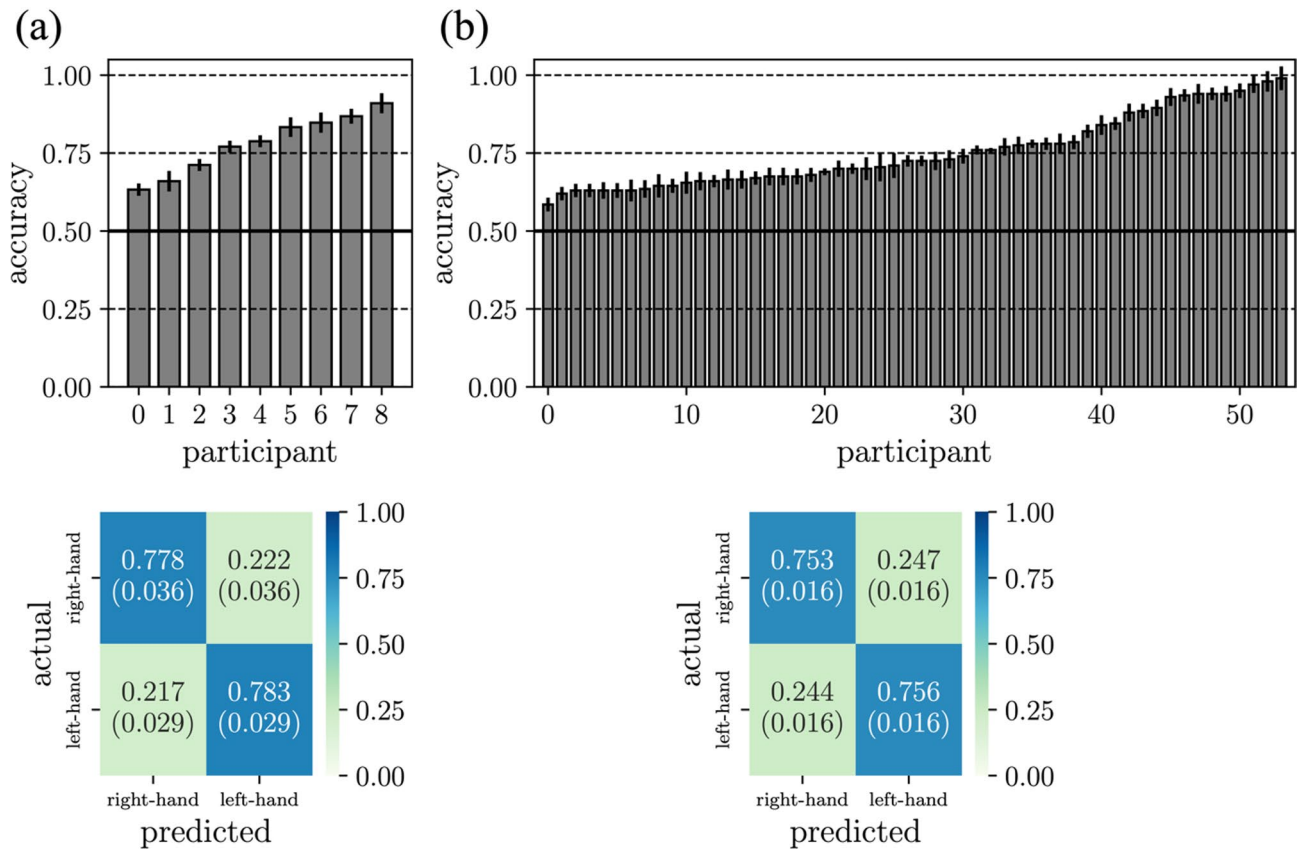 (a)
(b)
accuracy
1.00
0.75
0.50
0.25
0.00
0 1 2 3 4 5 6 7 8
participant
accuracy
1.00
0.75
0.50
0.25
0.00
0 10 20 30 40 50
participant
actual
right-hand
left-hand
0.778
(0.036)
0.222
(0.036)
0.217
(0.029)
0.783
(0.029)
right-hand left-hand
predicted
1.00
0.75
0.50
0.25
0.00
actual
right-hand
left-hand
0.753
(0.016)
0.247
(0.016)
0.244
(0.016)
0.756
(0.016)
right-hand left-hand
predicted
1.00
0.75
0.50
0.25
0.00